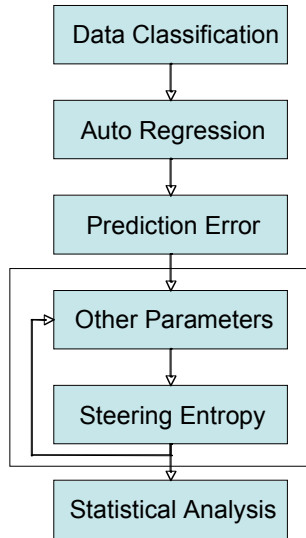 Data Classification
Auto Regression
Prediction Error
Other Parameters
Steering Entropy
Statistical Analysis